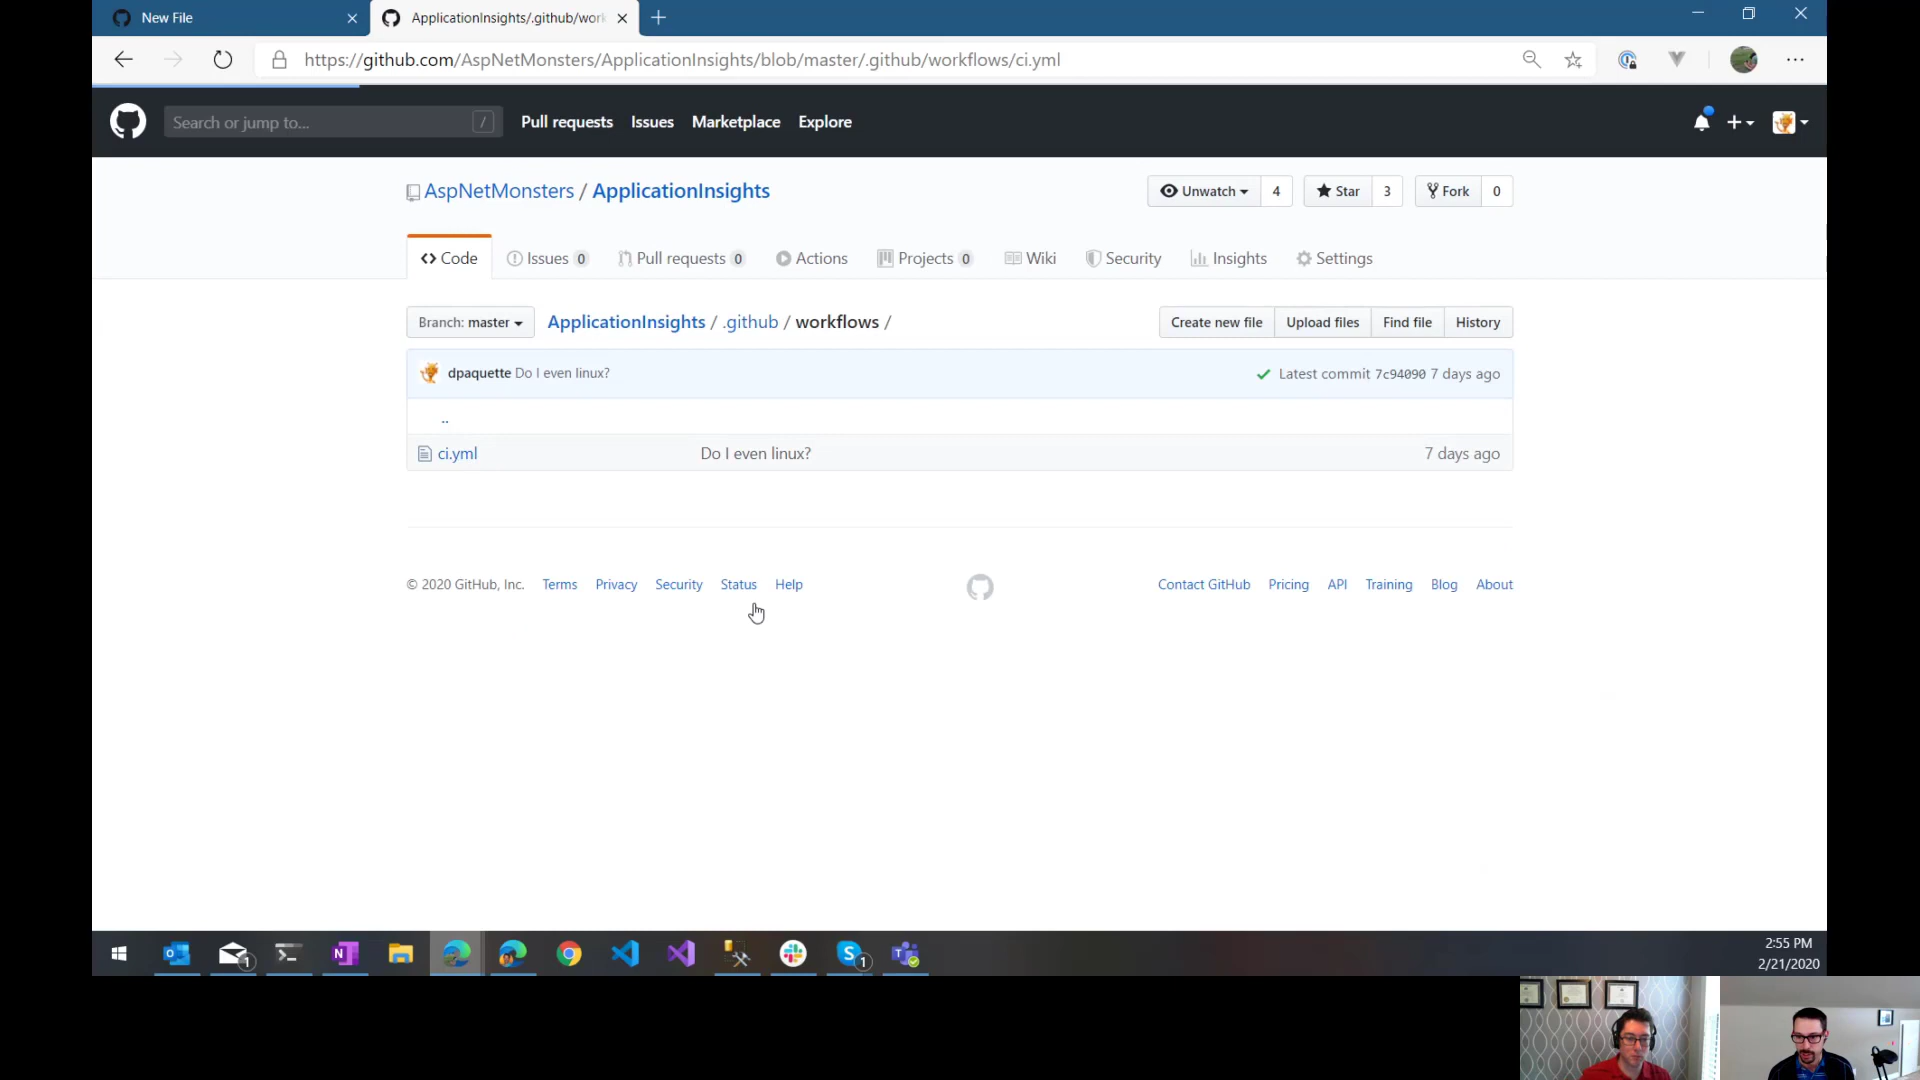 New File
ApplicationInsights/.github/work
https://github.com/AspNetMonsters/ApplicationInsights/blob/master/.github/workflows/ci.yml
Search or jump to... /
Pull requests Issues Marketplace Explore
AspNetMonsters / ApplicationInsights
Unwatch 4 Star 3 Fork 0
Code Issues 0 Pull requests 0 Actions Projects 0 Wiki Security Insights Settings
Branch: master ApplicationInsights / .github / workflows /
Create new file Upload files Find file History
dpaquette Do I even linux? Latest commit 7c94090 7 days ago
..
ci.yml Do I even linux? 7 days ago
© 2020 GitHub, Inc. Terms Privacy Security Status Help Contact GitHub Pricing API Training Blog About
1
1
2:55 PM
2/21/2020